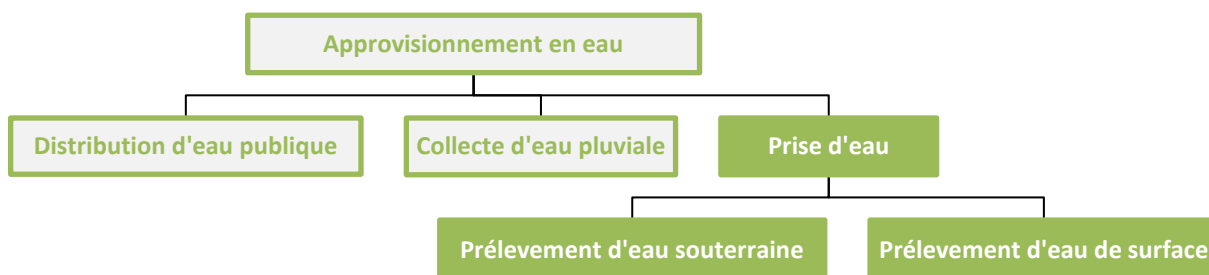 Approvisionnement en eau
Distribution d'eau publique
Collecte d'eau pluviale
Prise d'eau
Prélevement d'eau souterraine
Prélevement d'eau de surface